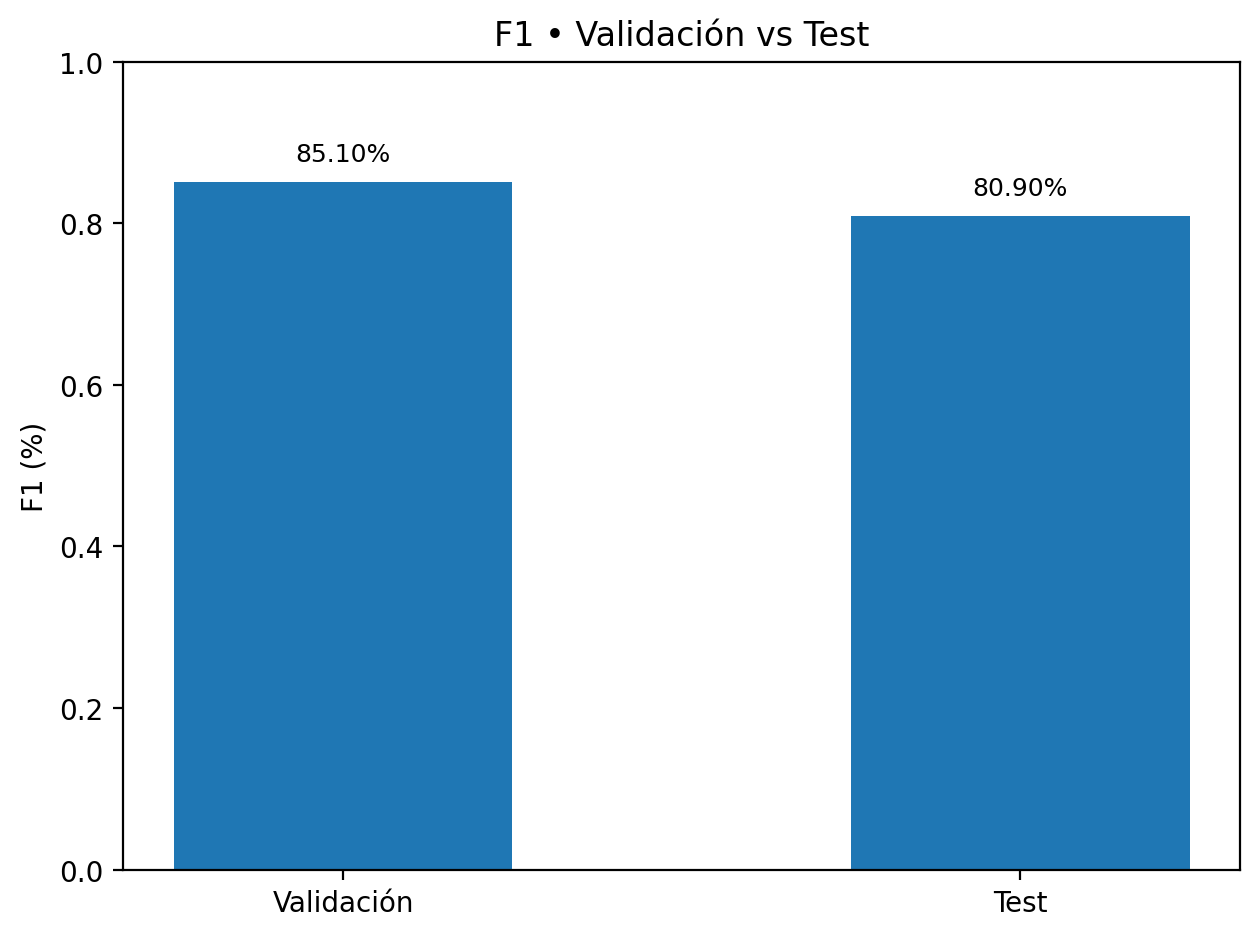 F1 • Validación vs Test
1.0
0.8
0.6
0.4
0.2
0.0
F1 (%)
85.10%
80.90%
Validación
Test